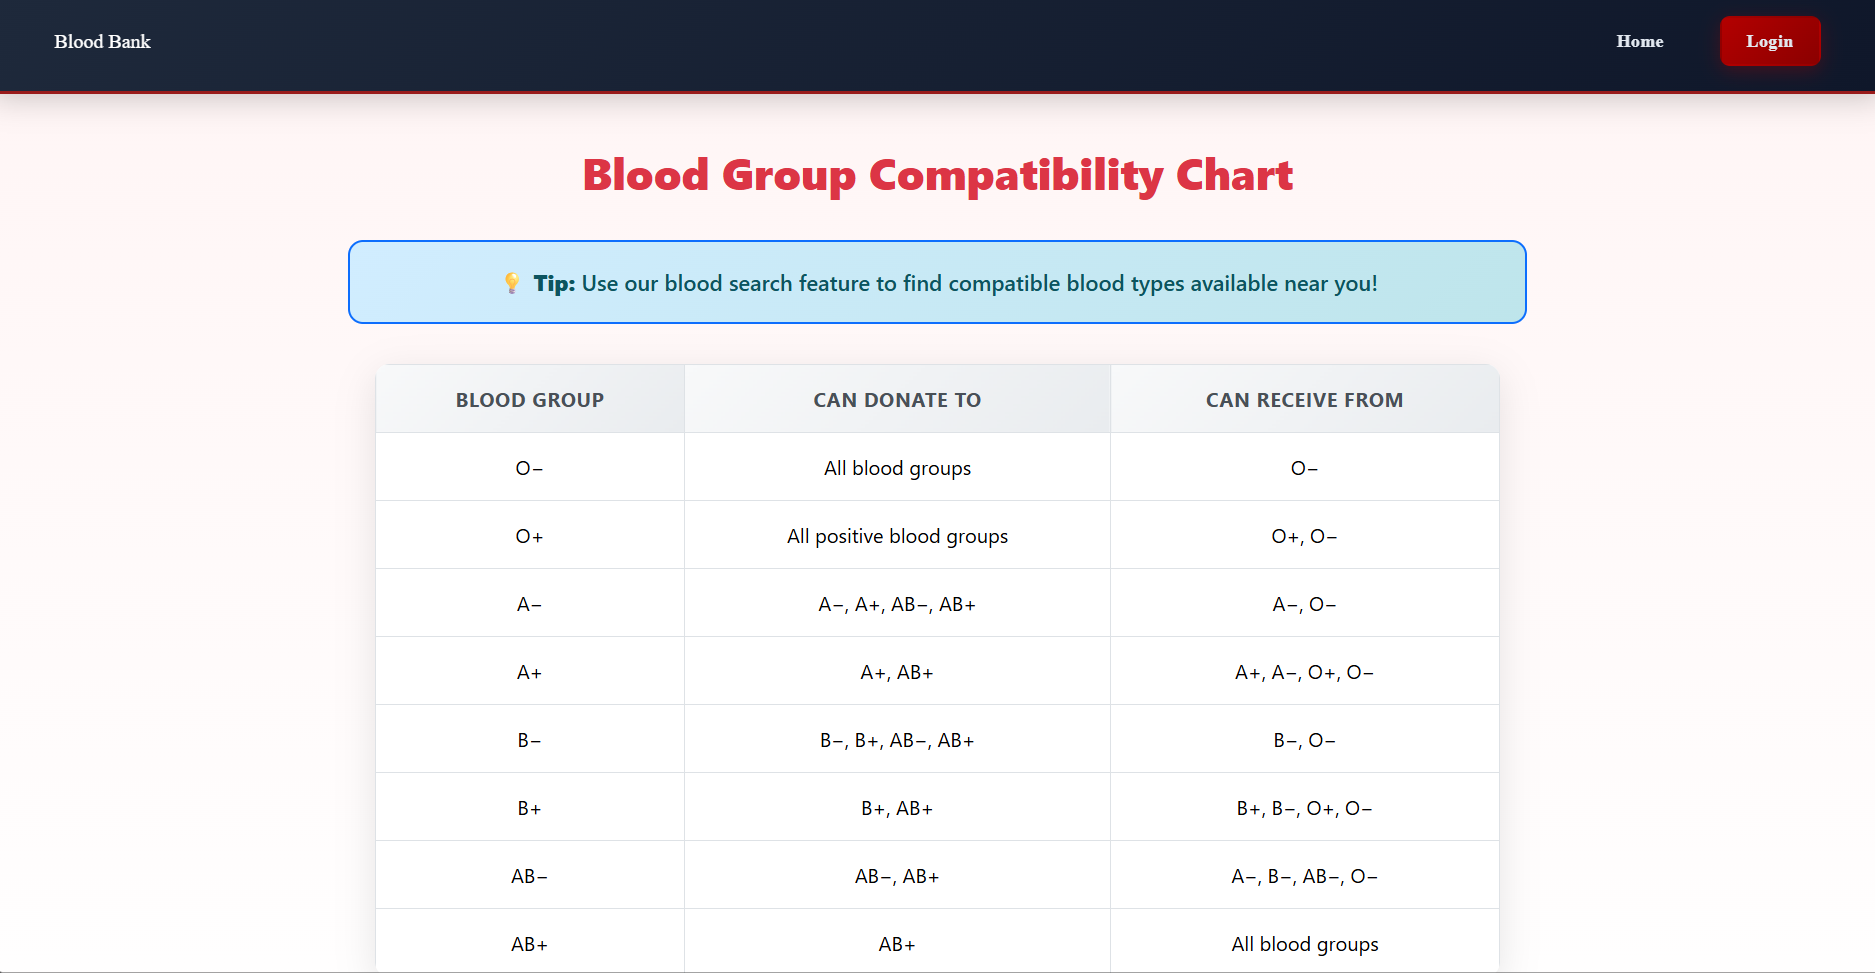 Blood Bank Home Login
Blood Group Compatibility Chart
💡 Tip: Use our blood search feature to find compatible blood types available near you!
BLOOD GROUP CAN DONATE TO CAN RECEIVE FROM
O− All blood groups O−
O+ All positive blood groups O+, O−
A− A−, A+, AB−, AB+ A−, O−
A+ A+, AB+ A+, A−, O+, O−
B− B−, B+, AB−, AB+ B−, O−
B+ B+, AB+ B+, B−, O+, O−
AB− AB−, AB+ A−, B−, AB−, O−
AB+ AB+ All blood groups